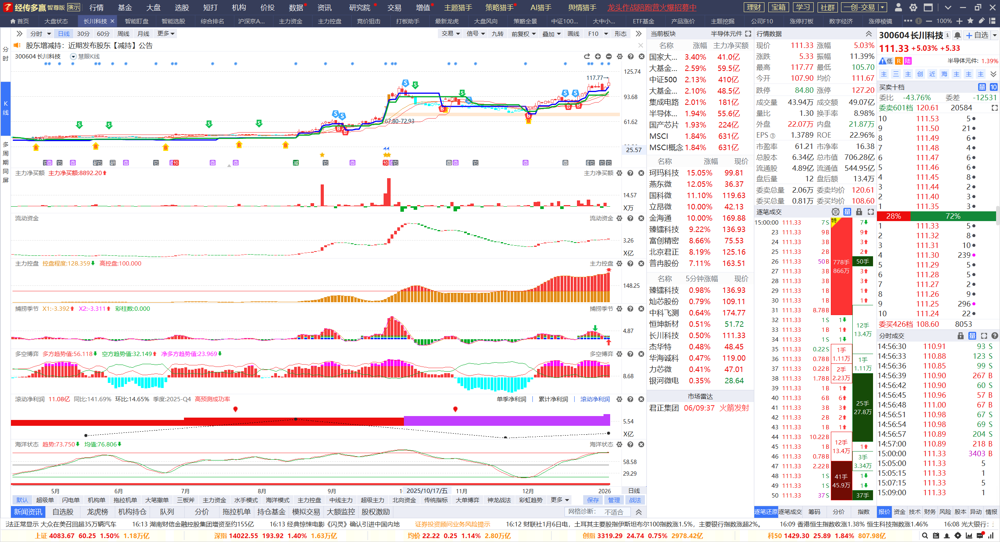 经传多赢 智尊版 演示 行情 基金 大盘 选股 短打 机构 价投 数据 资讯 研究院 交易 增值 主题猎手 策略猎手 AI猎手 舆情猎手 龙头作战陪跑营火爆招募中 理财 宝箱 学习 社群 一创-交易
首页 大盘状态 长川科技 智能盯盘 智能选股 综合排名 沪深京A... 主力资金 主力控盘 竞价狙击 打板助手 最新龙虎 大盘风向 策略全景 中证100... 大中小... ETF基金 产品涨价 主题挖掘 公司F10 涨停打板 数字经济 涨停棱镜 100%
分时 日线 30分 60分 周线 月线 更多 交易 信号 九转 前复权 叠加 画线 F10 形态
股东增减持：近期发布股东【减持】公告
300604 长川科技 慧眼K线
分时
K线
多周期同屏
125.74
117.77→
93.68
67.80-72.93
61.62
25.57
主力净买额 主力净买额:8892.20 主力净买额
14.57
X万
流动资金 流动资金
3.26
X亿
主力控盘 控盘程度:128.359 高控盘:100.000 主力控盘
148.25
捕捞季节 X1:-3.392 X2:-3.311 彩柱数:0.000 捕捞季节
4.87
多空博弈 多方趋势值:56.118 空方趋势值:32.149 净多方趋势值:23.969 多空博弈
8.68
滚动净利润 11.08亿 同比:141.69% 环比:14.65% 季度:2025-Q4 高预测成功率 单季净利润 累计净利润 滚动净利润
5.54
X亿
海洋状态 趋势:73.750 均值:76.806 海洋状态
58.58
29.29
5月 6月 7月 8月 9月 2025/10/17/五 11月 12月 2026 日线
默认 超级单 闪电单 机构单 拖拉机单 大笔撤单 三板斧 主力资金 水手模式 海洋模式 主力控盘 中线主力 超级主力 北向资金 传统指标 大单博弈 神龙战法 彩虹趋势 更多 保存 管理 战法
新闻资讯 自选股 龙虎榜 机构持仓 队列 分价 拖拉机单 持仓基金 模拟交易 大额监控 股权激励 网格诊断： 不适合
当前板块 半导体元件
名称 涨幅 主力净买额
国家大... 3.40% 41.0亿
大基金... 2.59% 59.5亿
中证500 2.13% 410亿
大基金... 2.10% 48.5亿
集成电路 2.01% 181亿
半导体... 1.94% 55.6亿
国产芯片 1.93% 224亿
MSCI 1.84% 631亿
MSCI概念 1.84% 631亿
名称 涨幅 现价
珂玛科技 15.05% 99.81
燕东微 12.05% 36.37
国科微 11.10% 119.63
立昂微 10.00% 42.13
金海通 10.00% 169.88
臻镭科技 9.22% 136.93
富创精密 8.66% 75.53
北京君正 8.19% 125.16
普冉股份 7.11% 163.51
名称 5分钟涨幅 现价
臻镭科技 0.98% 136.93
灿芯股份 0.79% 109.11
中科飞测 0.64% 174.77
恒坤新材 0.51% 51.72
长川科技 0.50% 111.33
杰华特 0.48% 48.45
华海诚科 0.47% 119.00
力芯微 0.41% 47.01
银河微电 0.35% 28.64
市场雷达
君正集团 06/09:37 火箭发射
行情数据
现价 111.33 涨幅 5.03%
涨跌 5.33 振幅 11.39%
最高 117.77 最低 105.70
今开 107.90 均价 111.67
跌停 84.80 涨停 127.20
成交量 43.94万 成交额 49.07亿
量比 1.30 换手率 8.98%
外盘 22.07万 内盘 21.87万
EPS③ 1.3789 ROE 22.96%
市盈率 61.21 市净率 16.38
总股本 6.34亿 总市值 706.28亿
流通股 4.89亿 流通值 544.95亿
盘后量 12 盘后额 13.4万
委卖总量 2.06万 委卖均价 120.61
委买总量 0.81万 委买均价 108.60
逐笔成交 单 量
15:00:00 111.33 7 S 特 7
23 111.33 9 B 9
24 111.33 3 B 3
25 111.33 2 B 2
26 111.33 50 B 778手 50手
27 111.33 3 B 866万 3
28 111.33 3 B 3
29 111.33 1 B 1
30 111.33 1 B 1
31 111.33 8.78 B
32 111.33 1 S 1 12手
33 111.33 1 B 1 13.4万
34 111.33 1 S 1
35 111.33 0.22 S 1手
36 111.33 0.78 B 1.11万 1手
37 111.33 0.22 B 2手 1.11万
38 111.33 1.78 B 2.23万
39 111.33 1 B 1
40 111.33 6 B 6 25手
41 111.33 3 B 3 27.8万
42 111.33 2 B 2
43 111.33 1 B 1
44 111.33 10.22 B 12手
45 111.33 1 B 13.4万 1
46 111.33 0.78 B 3手
47 111.33 2.22 B 3.34万
48 111.33 1 S 41手 1
49 111.33 1 S 45.9万 1
50 111.33 37 S 37手
逐笔还原 逐笔成交 筹码 分价 指数
300604 长川科技 自选
111.33 +5.03% +5.33
低 R 陆 半导体元件: 1.39%
主 三 主 创 近 海 主 主 主
买卖十档 量 10
委比 -43.76% 委差 -12531
委卖601档 120.61 20584
10 111.53 5
9 111.50 21
8 111.49 6
7 111.48 4
6 111.47 6
5 111.46 6
4 111.45 8
3 111.44 2
2 111.40 3
1 111.35 3
28% 72%
1 111.33 5
2 111.32 8
3 111.31 10
4 111.30 239
5 111.29 5
6 111.28 5
7 111.27 2
8 111.26 9
9 111.25 296
10 111.24 22
委买426档 108.60 8053
分时成交 量
14:56:30 110.91 93 S
14:56:33 110.88 123 S
14:56:36 110.85 99 S
14:56:39 110.90 267 B
14:56:42 110.90 60 S
14:56:45 110.96 57 B
14:56:48 111.00 67 B
14:56:51 110.98 67 S
14:56:54 110.98 69 S
14:56:57 110.89 204 S
14:57:00 110.89 218 B
15:00:00 111.33 3403 B
15:05:00 111.33 5
15:05:15 111.33 1
15:07:15 111.33 5
15:09:00 111.33 1
报价 资金 技术 财务 风险 股本 异动 情报
法正常显示 大众在美召回超35万辆汽车 16:13 湖南财信金融控股集团增资至约155亿 16:13 经典惊悚电影《闪灵》确认引进中国内地 证券投资顾问业务风险提示 16:12 财联社1月6日电，土耳其主要股指伊斯坦布尔100指数涨1.5%，主要银行指数涨超2%。 16:09 香港恒生指数收涨1.38% 恒生科技指数涨1.46% 16:08 光大银行：
上证 4083.67 60.25 1.50% 1.18万亿 深指 14022.55 193.92 1.40% 1.63万亿 均价 22.22 0.25 1.14% 2.80万亿 创指 3319.29 24.74 0.75% 2978.42亿 科50 1429.30 25.89 1.84% 807.98亿